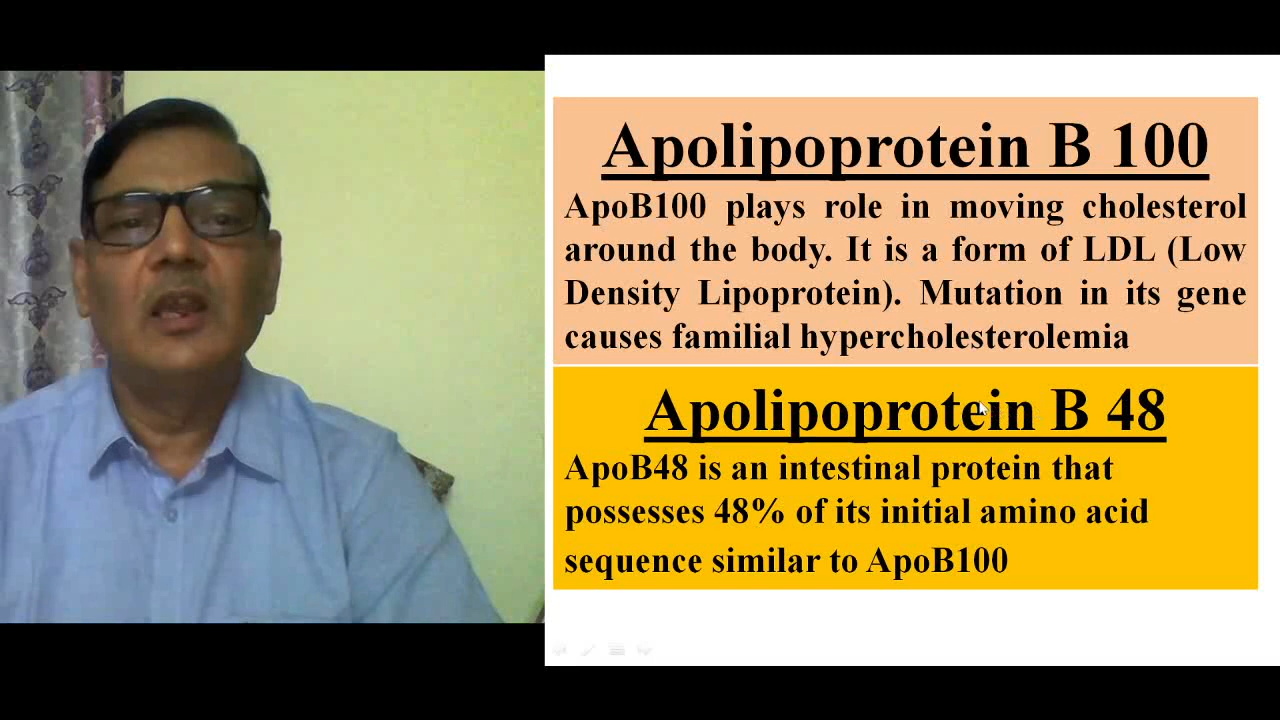 Apolipoprotein B 100
ApoB100 plays role in moving cholesterol
around the body. It is a form of LDL (Low
Density Lipoprotein). Mutation in its gene
causes familial hypercholesterolemia
Apolipoprotein B 48
ApoB48 is an intestinal protein that
possesses 48% of its initial amino acid
sequence similar to ApoB100